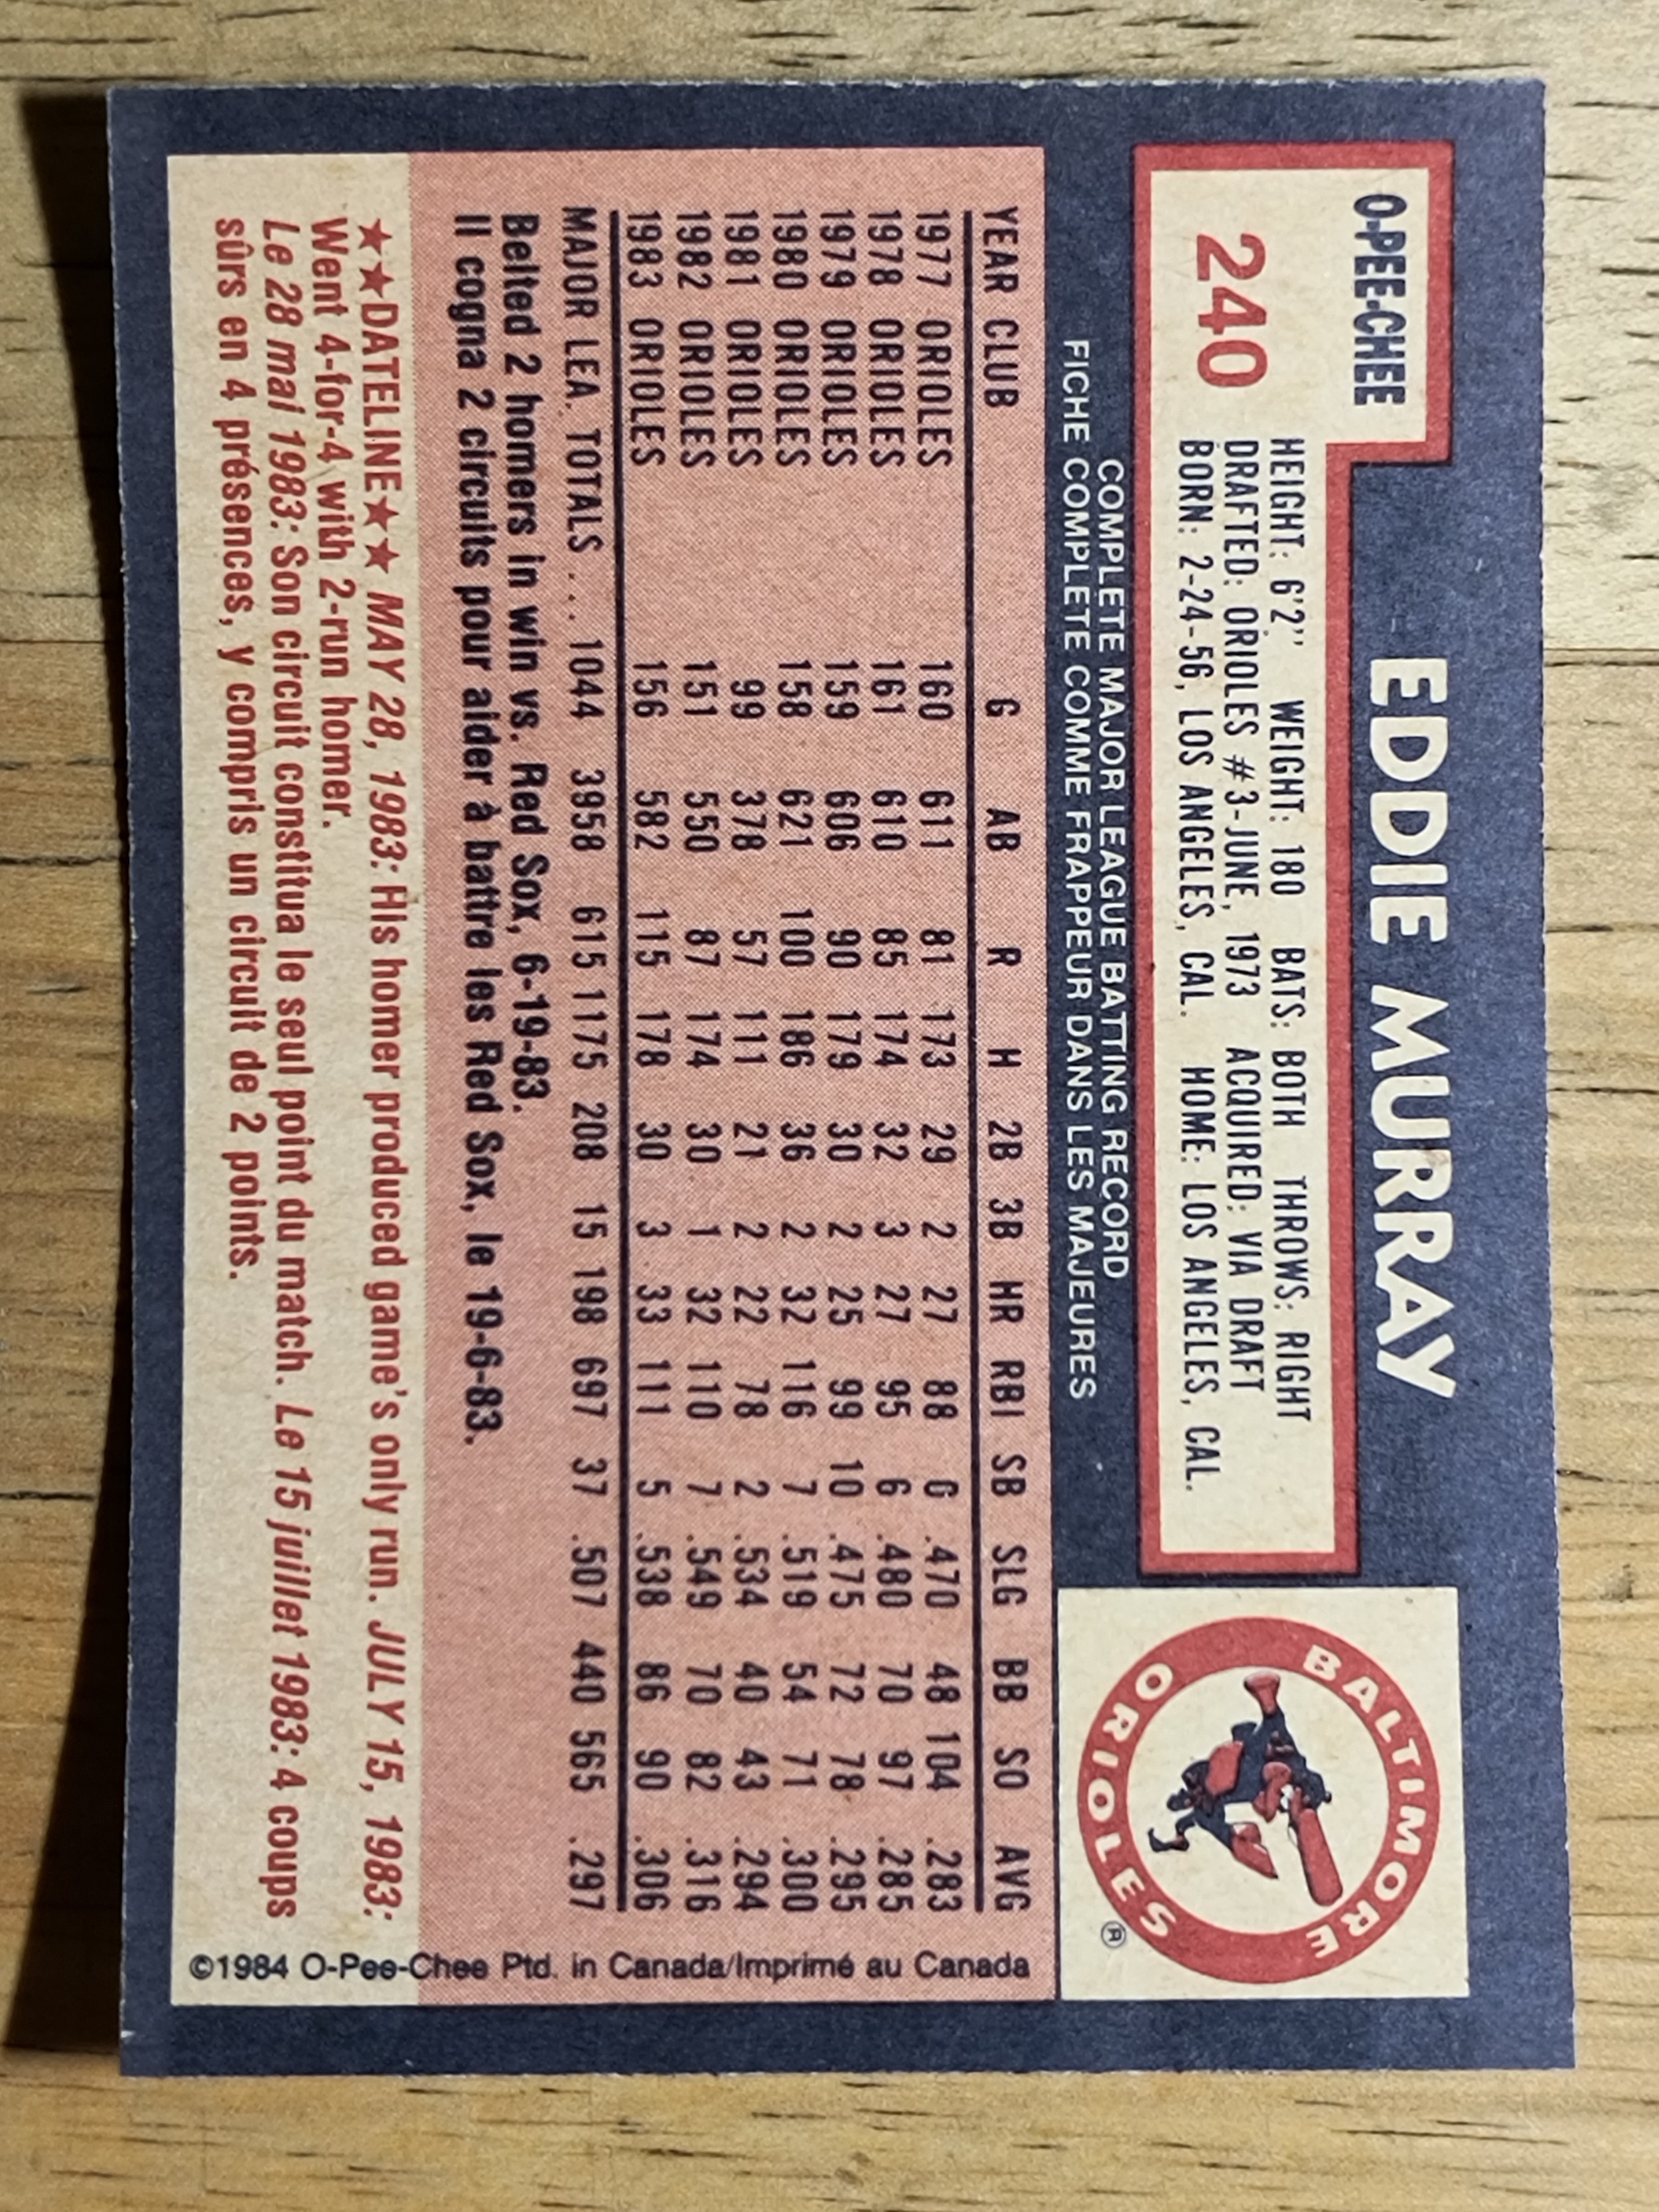 O-PEE-CHEE
240
EDDIE MURRAY
HEIGHT: 6'2" WEIGHT: 180 BATS: BOTH THROWS: RIGHT
DRAFTED: ORIOLES #3-JUNE, 1973 ACQUIRED: VIA DRAFT
BORN: 2-24-56, LOS ANGELES, CAL. HOME: LOS ANGELES, CAL.
BALTIMORE
ORIOLES ®
COMPLETE MAJOR LEAGUE BATTING RECORD
FICHE COMPLETE COMME FRAPPEUR DANS LES MAJEURES
YEAR CLUB G AB R H 2B 3B HR RBI SB SLG BB SO AVG
1977 ORIOLES 160 611 81 173 29 2 27 88 0 .470 48 104 .283
1978 ORIOLES 161 610 85 174 32 3 27 95 6 .480 70 97 .285
1979 ORIOLES 159 606 90 179 30 2 25 99 10 .475 72 78 .295
1980 ORIOLES 158 621 100 186 36 2 32 116 7 .519 54 71 .300
1981 ORIOLES 99 378 57 111 21 2 22 78 2 .534 40 43 .294
1982 ORIOLES 151 550 87 174 30 1 32 110 7 .549 70 82 .316
1983 ORIOLES 156 582 115 178 30 3 33 111 5 .538 86 90 .306
MAJOR LEA. TOTALS ... 1044 3958 615 1175 208 15 198 697 37 .507 440 565 .297
Belted 2 homers in win vs. Red Sox, 6-19-83.
Il cogna 2 circuits pour aider à battre les Red Sox, le 19-6-83.
★★DATELINE★★ MAY 28, 1983: His homer produced game's only run. JULY 15, 1983:
Went 4-for-4 with 2-run homer.
Le 28 mai 1983: Son circuit constitua le seul point du match. Le 15 juillet 1983: 4 coups
sûrs en 4 présences, y compris un circuit de 2 points.
©1984 O-Pee-Chee Ptd. in Canada/Imprimé au Canada